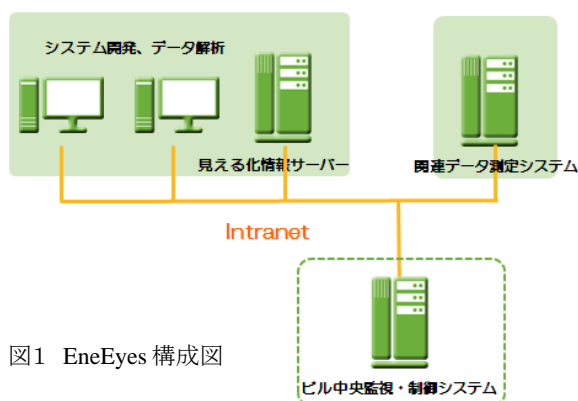 システム開発、データ解析
見える化情報サーバー
関連データ測定システム
Intranet
ビル中央監視・制御システム
図1 EneEyes 構成図